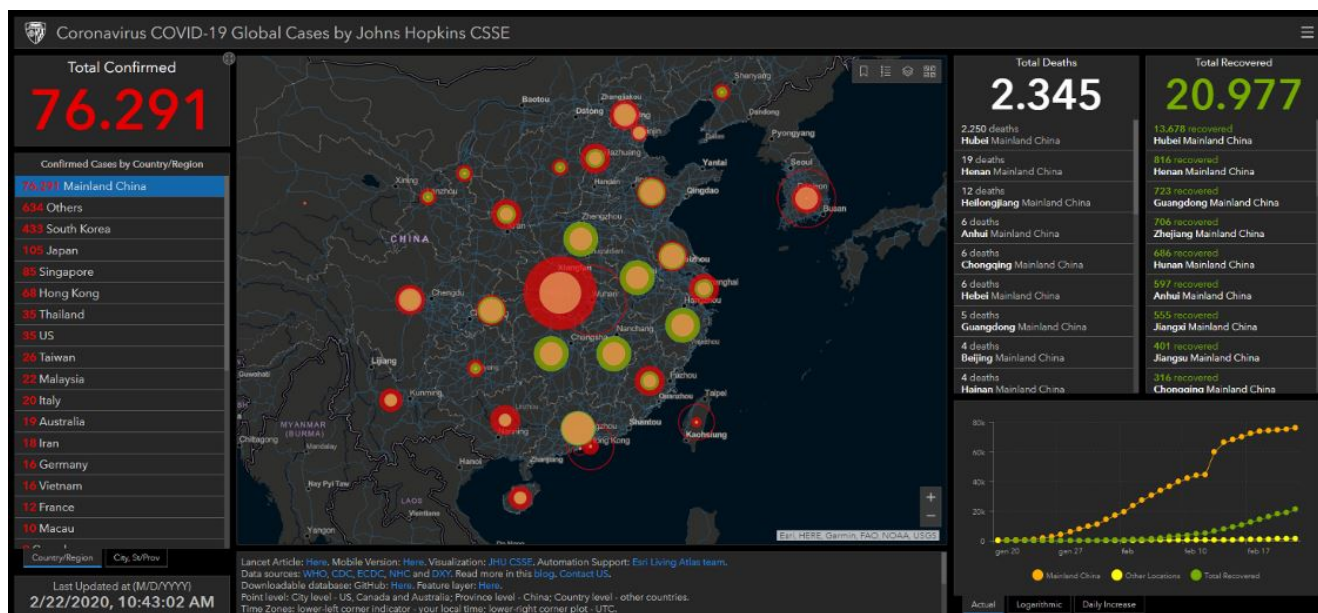 Coronavirus COVID-19 Global Cases by Johns Hopkins CSSE
Total Confirmed
76.291
Confirmed Cases by Country/Region
76.291 Mainland China
634 Others
433 South Korea
105 Japan
85 Singapore
68 Hong Kong
35 Thailand
35 US
26 Taiwan
22 Malaysia
20 Italy
19 Australia
18 Iran
16 Germany
16 Vietnam
12 France
10 Macau
Country/Region
City, St/Prov
Last Updated at (M/D/YYYY)
2/22/2020, 10:43:02 AM
Shenyang
Baotou
Zhangjiakou
Datong
Dandong
Pyongyang
Seoul
Yantai
Qingdao
Busan
Xining
Handan
Zhengzhou
CHINA
Chengdu
Wuhan
Nanchang
Changsha
Lijiang
Fuzhou
Quanzhou
Taipei
Kunming
Shantou
Kaohsiung
Nanning
Guwahati
MYANMAR
(BURMA)
Mandalay
Chittagong
Hanoi
Zhanjiang
Nay Pyi Taw
LAOS
Vientiane
Yangon
+
−
Esri, HERE, Garmin, FAO, NOAA, USGS
Lancet Article: Here. Mobile Version: Here. Visualization: JHU CSSE. Automation Support: Esri Living Atlas team.
Data sources: WHO, CDC, ECDC, NHC and DXY. Read more in this blog. Contact US.
Downloadable database: GitHub: Here. Feature layer: Here.
Point level: City level - US, Canada and Australia; Province level - China; Country level - other countries.
Time Zones: lower-left corner indicator - your local time; lower-right corner plot - UTC.
Total Deaths
2.345
2.250 deaths
Hubei Mainland China
19 deaths
Henan Mainland China
12 deaths
Heilongjiang Mainland China
6 deaths
Anhui Mainland China
6 deaths
Chongqing Mainland China
6 deaths
Hebei Mainland China
5 deaths
Guangdong Mainland China
4 deaths
Beijing Mainland China
4 deaths
Hainan Mainland China
Total Recovered
20.977
13.678 recovered
Hubei Mainland China
816 recovered
Henan Mainland China
723 recovered
Guangdong Mainland China
706 recovered
Zhejiang Mainland China
686 recovered
Hunan Mainland China
597 recovered
Anhui Mainland China
555 recovered
Jiangxi Mainland China
401 recovered
Jiangsu Mainland China
316 recovered
Chongqing Mainland China
80k
60k
40k
20k
0
gen 20
gen 27
feb
feb 10
feb 17
Mainland China
Other Locations
Total Recovered
Actual
Logarithmic
Daily Increase